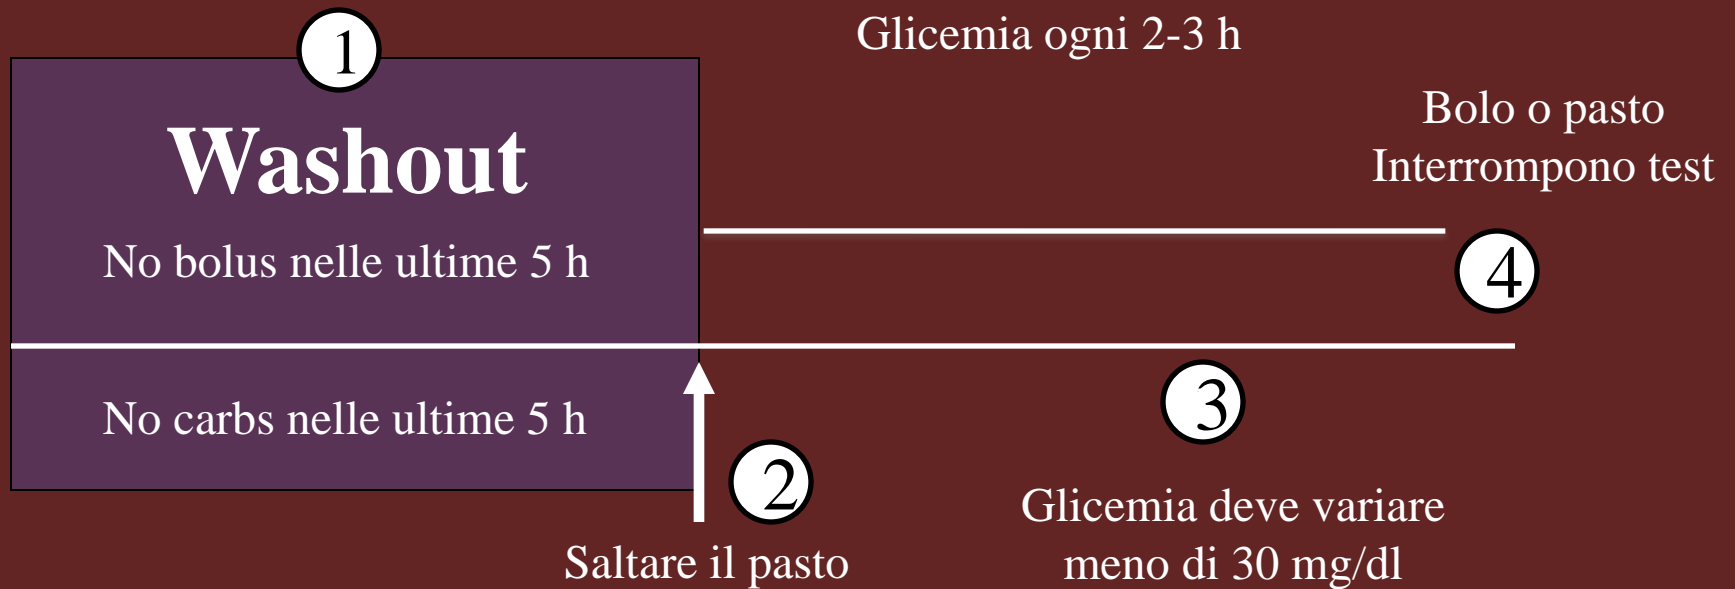 1
Glicemia ogni 2-3 h
Bolo o pasto
Interrompono test
Washout
No bolus nelle ultime 5 h
4
No carbs nelle ultime 5 h
3
2
Glicemia deve variare
meno di 30 mg/dl
Saltare il pasto